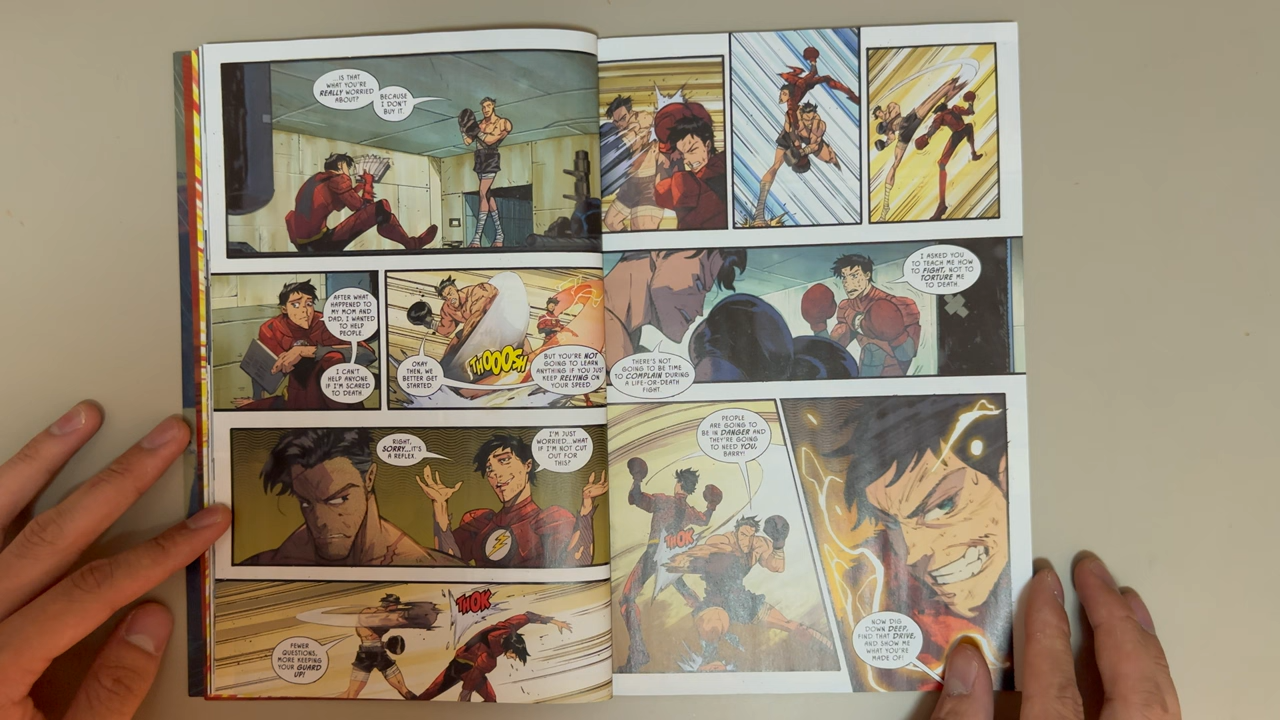 ...IS THAT
WHAT YOU'RE
REALLY WORRIED
ABOUT?
BECAUSE
I DON'T
BUY IT.
AFTER WHAT
HAPPENED TO
MY MOM AND
DAD, I WANTED
TO HELP
PEOPLE.
I CAN'T
HELP ANYONE
IF I'M SCARED
TO DEATH.
OKAY
THEN, WE
BETTER GET
STARTED.
THOOOSH
BUT YOU'RE NOT
GOING TO LEARN
ANYTHING IF YOU JUST
KEEP RELYING ON
YOUR SPEED.
RIGHT,
SORRY...IT'S
A REFLEX.
I'M JUST
WORRIED...WHAT
IF I'M NOT CUT
OUT FOR
THIS?
THOK
FEWER
QUESTIONS,
MORE KEEPING
YOUR GUARD
UP!
I ASKED YOU
TO TEACH ME HOW
TO FIGHT, NOT TO
TORTURE ME
TO DEATH.
THERE'S NOT
GOING TO BE TIME
TO COMPLAIN DURING
A LIFE-OR-DEATH
FIGHT.
PEOPLE
ARE GOING TO
BE IN DANGER AND
THEY'RE GOING
TO NEED YOU,
BARRY!
THOK
NOW DIG
DOWN DEEP,
FIND THAT DRIVE,
AND SHOW ME
WHAT YOU'RE
MADE OF!